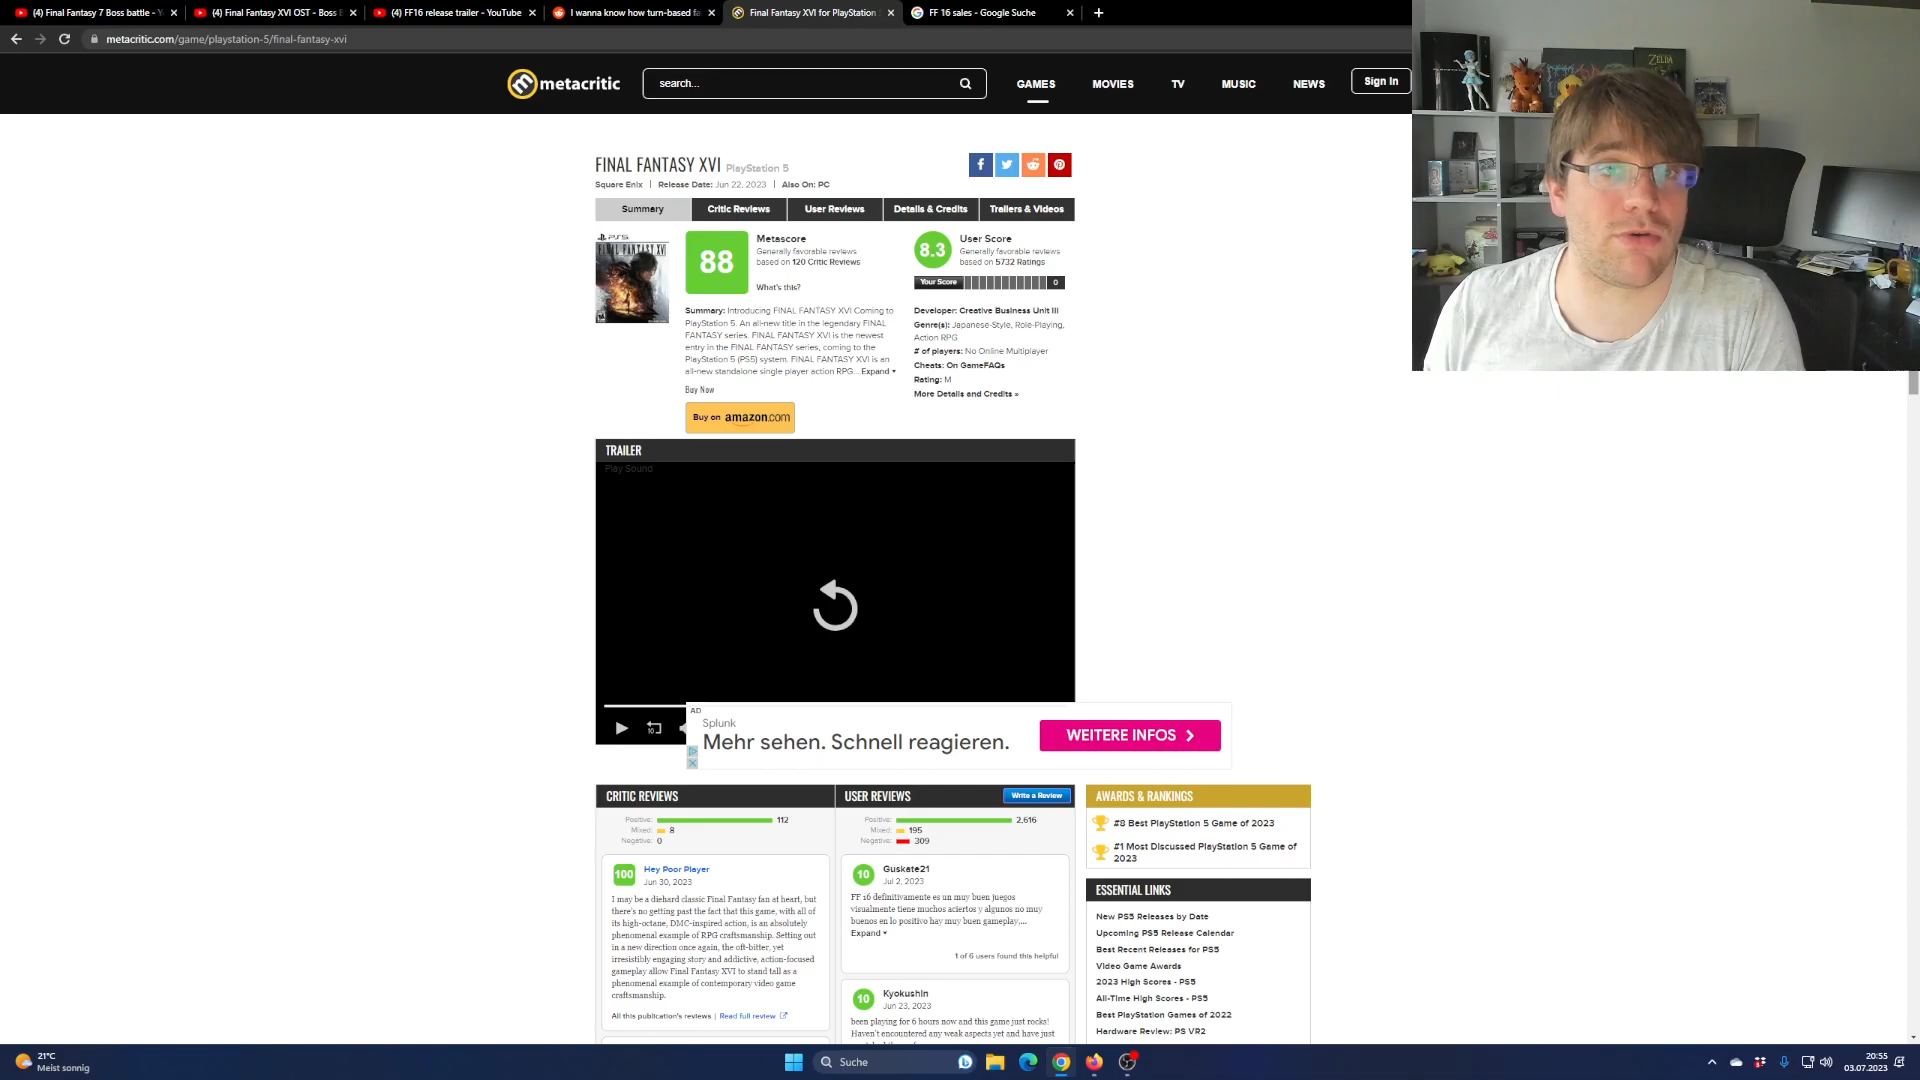 (4) Final Fantasy 7 Boss battle - Y
(4) Final Fantasy XVI OST - Boss B
(4) FF16 release trailer - YouTube
I wanna know how turn-based fa
Final Fantasy XVI for PlayStation
FF 16 sales - Google Suche
metacritic.com/game/playstation-5/final-fantasy-xvi
metacritic
search...
GAMES
MOVIES
TV
MUSIC
NEWS
Sign In
ZELDA
FINAL FANTASY XVI PlayStation 5
Square Enix | Release Date: Jun 22, 2023 | Also On: PC
Summary
Critic Reviews
User Reviews
Details & Credits
Trailers & Videos
PS5
FINAL FANTASY XVI
88
Metascore
Generally favorable reviews
based on 120 Critic Reviews
What's this?
8.3
User Score
Generally favorable reviews
based on 5732 Ratings
Your Score
0
Summary: Introducing FINAL FANTASY XVI Coming to
PlayStation 5. An all-new title in the legendary FINAL
FANTASY series. FINAL FANTASY XVI is the newest
entry in the FINAL FANTASY series, coming to the
PlayStation 5 (PS5) system. FINAL FANTASY XVI is an
all-new standalone single player action RPG... Expand
Buy Now
Buy on amazon.com
Developer: Creative Business Unit III
Genre(s): Japanese-Style, Role-Playing,
Action RPG
# of players: No Online Multiplayer
Cheats: On GameFAQs
Rating: M
More Details and Credits »
TRAILER
Play Sound
10
AD
Splunk
Mehr sehen. Schnell reagieren.
WEITERE INFOS
CRITIC REVIEWS
Positive: 112
Mixed: 8
Negative: 0
100
Hey Poor Player
Jun 30, 2023
I may be a diehard classic Final Fantasy fan at heart, but
there's no getting past the fact that this game, with all of
its high-octane, DMC-inspired action, is an absolutely
phenomenal example of RPG craftsmanship. Setting out
in a new direction once again, the oft-bitter, yet
irresistibly engaging story and addictive, action-focused
gameplay allow Final Fantasy XVI to stand tall as a
phenomenal example of contemporary video game
craftsmanship.
All this publication's reviews | Read full review
USER REVIEWS
Write a Review
Positive: 2,616
Mixed: 195
Negative: 309
10
Guskate21
Jul 2, 2023
FF 16 definitivamente es un muy buen juegos
visualmente tiene muchos aciertos y algunos no muy
buenos en lo positivo hay muy buen gameplay,...
Expand
1 of 6 users found this helpful
10
Kyokushin
Jun 23, 2023
been playing for 6 hours now and this game just rocks!
Haven't encountered any weak aspects yet and have just
AWARDS & RANKINGS
#8 Best PlayStation 5 Game of 2023
#1 Most Discussed PlayStation 5 Game of
2023
ESSENTIAL LINKS
New PS5 Releases by Date
Upcoming PS5 Release Calendar
Best Recent Releases for PS5
Video Game Awards
2023 High Scores - PS5
All-Time High Scores - PS5
Best PlayStation Games of 2022
Hardware Review: PS VR2
21°C
Meist sonnig
Suche
20:55
03.07.2023